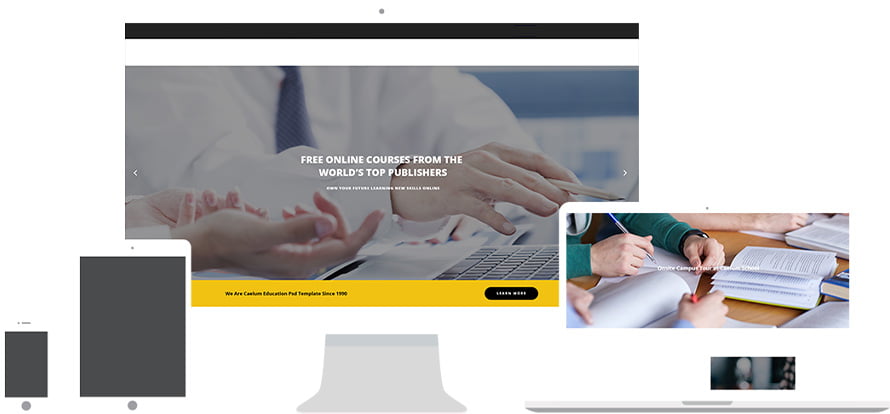 FREE ONLINE COURSES FROM THE
WORLD'S TOP PUBLISHERS
OWN YOUR FUTURE LEARNING NEW SKILLS ONLINE
We Are Caelum Education Psd Template Since 1990
LEARN MORE
Onsite Campus Tour at Caelum School